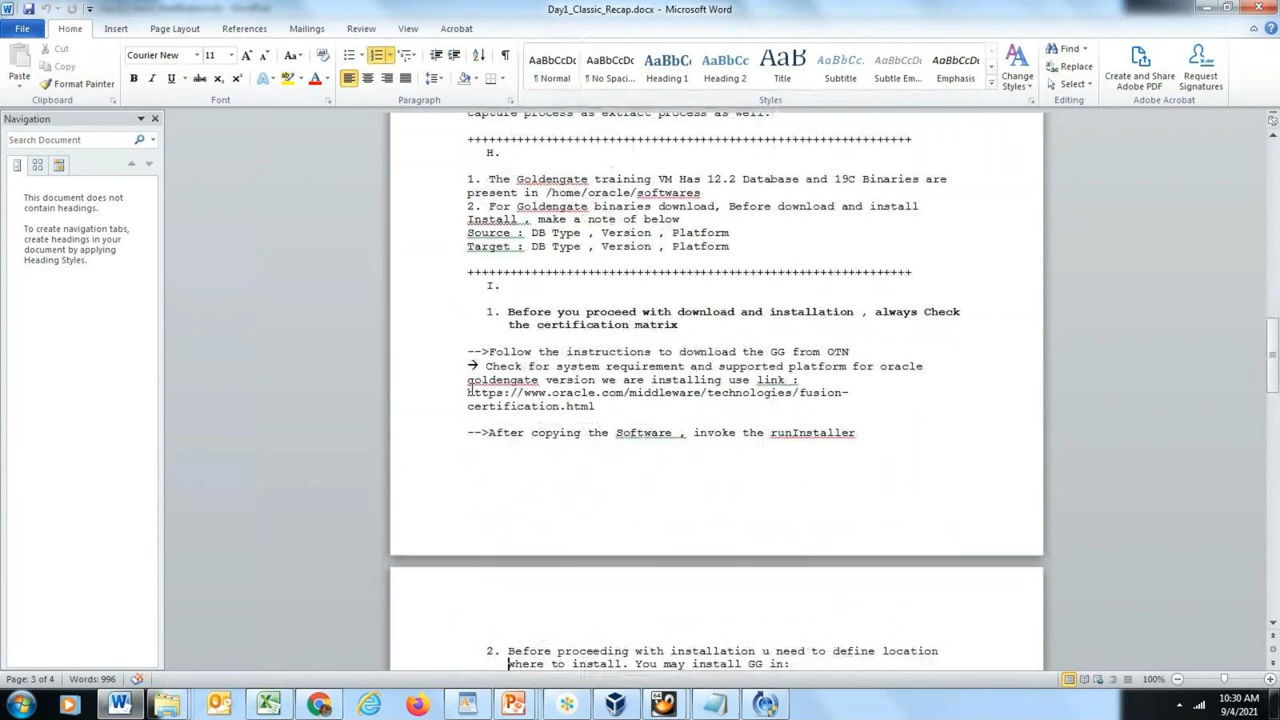 Day1_Classic_Recap.docx - Microsoft Word
File Home Insert Page Layout References Mailings Review View Acrobat
Paste
Cut
Copy
Format Painter
Clipboard
Courier New 11
Font
Paragraph
AaBbCcDc AaBbCcDc AaBbCc AaBbCc AaB AaBbCc. AaBbCcDc AaBbCcDc
¶ Normal ¶ No Spaci... Heading 1 Heading 2 Title Subtitle Subtle Em... Emphasis
Styles
Change Styles
Find
Replace
Select
Editing
Create and Share Adobe PDF
Request Signatures
Adobe Acrobat
Navigation
Search Document
This document does not
contain headings.
To create navigation tabs,
create headings in your
document by applying
Heading Styles.
capture process as extract process as well.
++++++++++++++++++++++++++++++++++++++++++++++
H.
1. The Goldengate training VM Has 12.2 Database and 19C Binaries are
present in /home/oracle/softwares
2. For Goldengate binaries download, Before download and install
Install , make a note of below
Source : DB Type , Version , Platform
Target : DB Type , Version , Platform
++++++++++++++++++++++++++++++++++++++++++++++
I.
1. Before you proceed with download and installation , always Check
the certification matrix
-->Follow the instructions to download the GG from OTN
→ Check for system requirement and supported platform for oracle
goldengate version we are installing use link :
https://www.oracle.com/middleware/technologies/fusion-
certification.html
-->After copying the Software , invoke the runInstaller
2. Before proceeding with installation u need to define location
where to install. You may install GG in:
Page: 3 of 4 Words: 996
100%
10:30 AM
9/4/2021